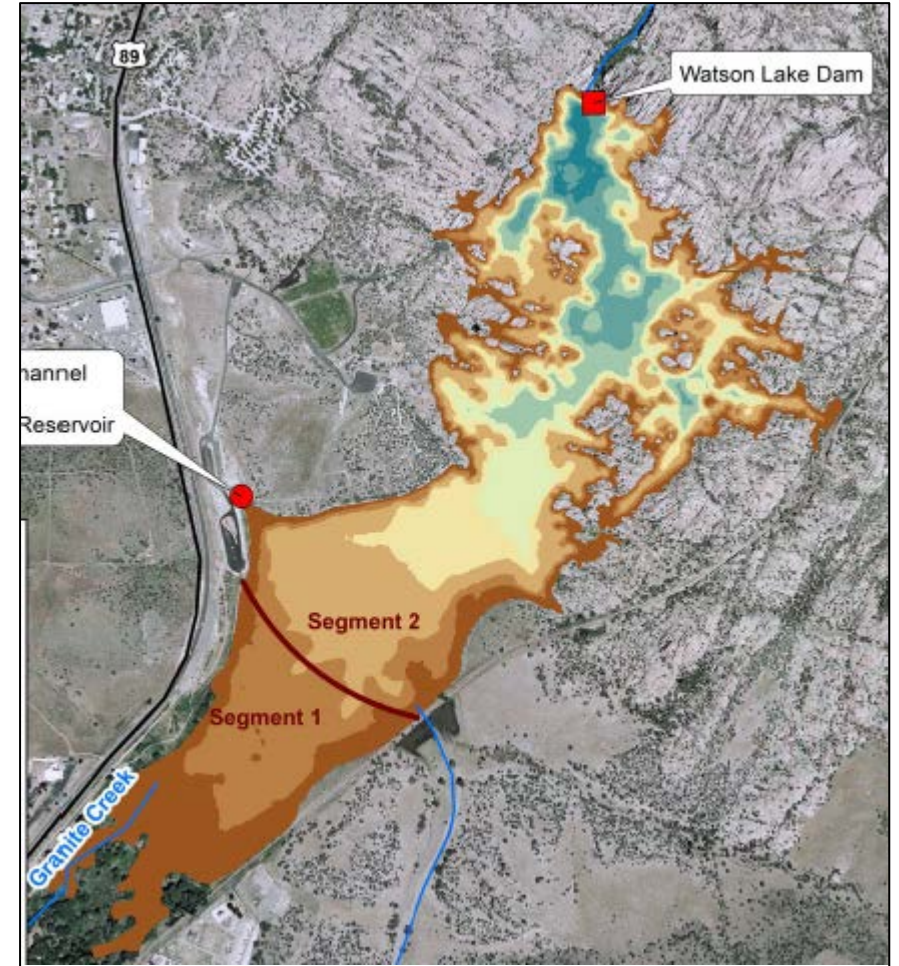 89
Watson Lake Dam
hannel
Reservoir
Segment 2
Segment 1
Granite Creek